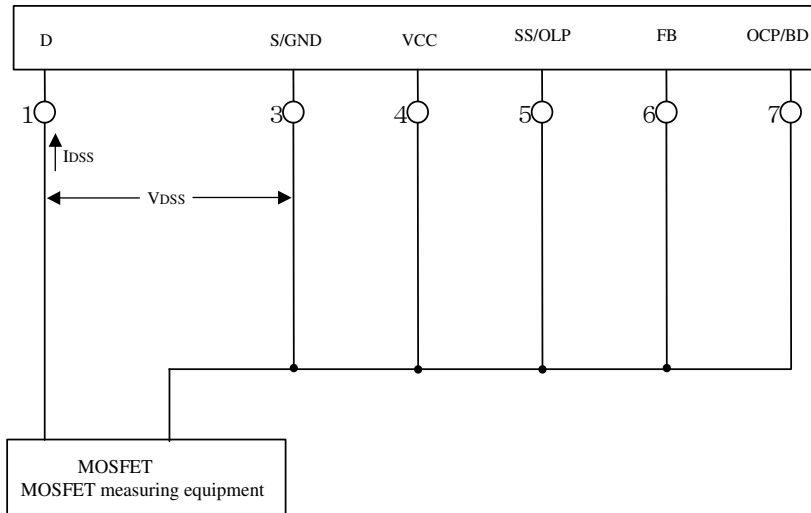 D S/GND VCC SS/OLP FB OCP/BD
1 3 4 5 6 7
IDSS
VDSS
MOSFET
MOSFET measuring equipment